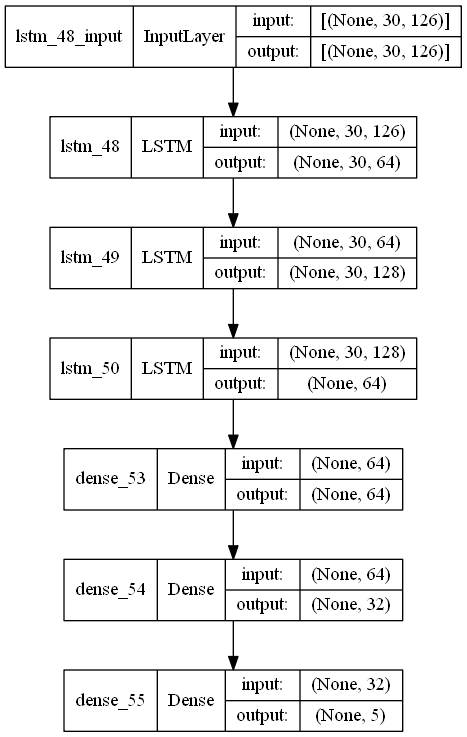 lstm_48_input InputLayer input: [(None, 30, 126)]
output: [(None, 30, 126)]
lstm_48 LSTM input: (None, 30, 126)
output: (None, 30, 64)
lstm_49 LSTM input: (None, 30, 64)
output: (None, 30, 128)
lstm_50 LSTM input: (None, 30, 128)
output: (None, 64)
dense_53 Dense input: (None, 64)
output: (None, 64)
dense_54 Dense input: (None, 64)
output: (None, 32)
dense_55 Dense input: (None, 32)
output: (None, 5)